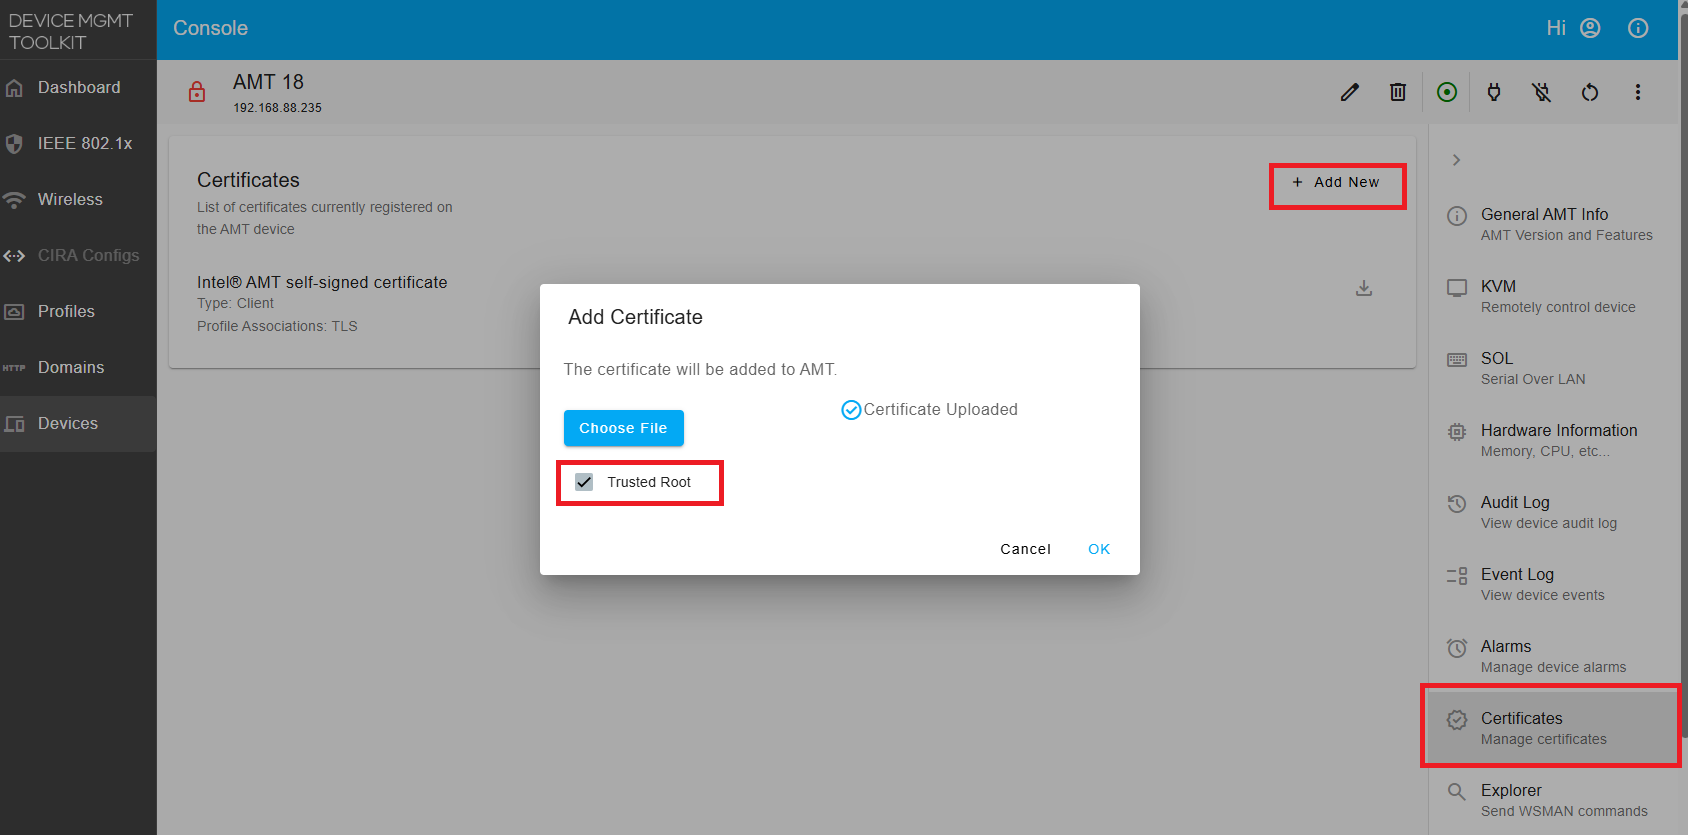 DEVICE MGMT
TOOLKIT
Console
Hi
Dashboard
IEEE 802.1x
Wireless
CIRA Configs
Profiles
HTTP Domains
Devices
AMT 18
192.168.88.235
Certificates
List of certificates currently registered on
the AMT device
+ Add New
Intel® AMT self-signed certificate
Type: Client
Profile Associations: TLS
Add Certificate
The certificate will be added to AMT.
Choose File
Certificate Uploaded
Trusted Root
Cancel
OK
General AMT Info
AMT Version and Features
KVM
Remotely control device
SOL
Serial Over LAN
Hardware Information
Memory, CPU, etc...
Audit Log
View device audit log
Event Log
View device events
Alarms
Manage device alarms
Certificates
Manage certificates
Explorer
Send WSMAN commands